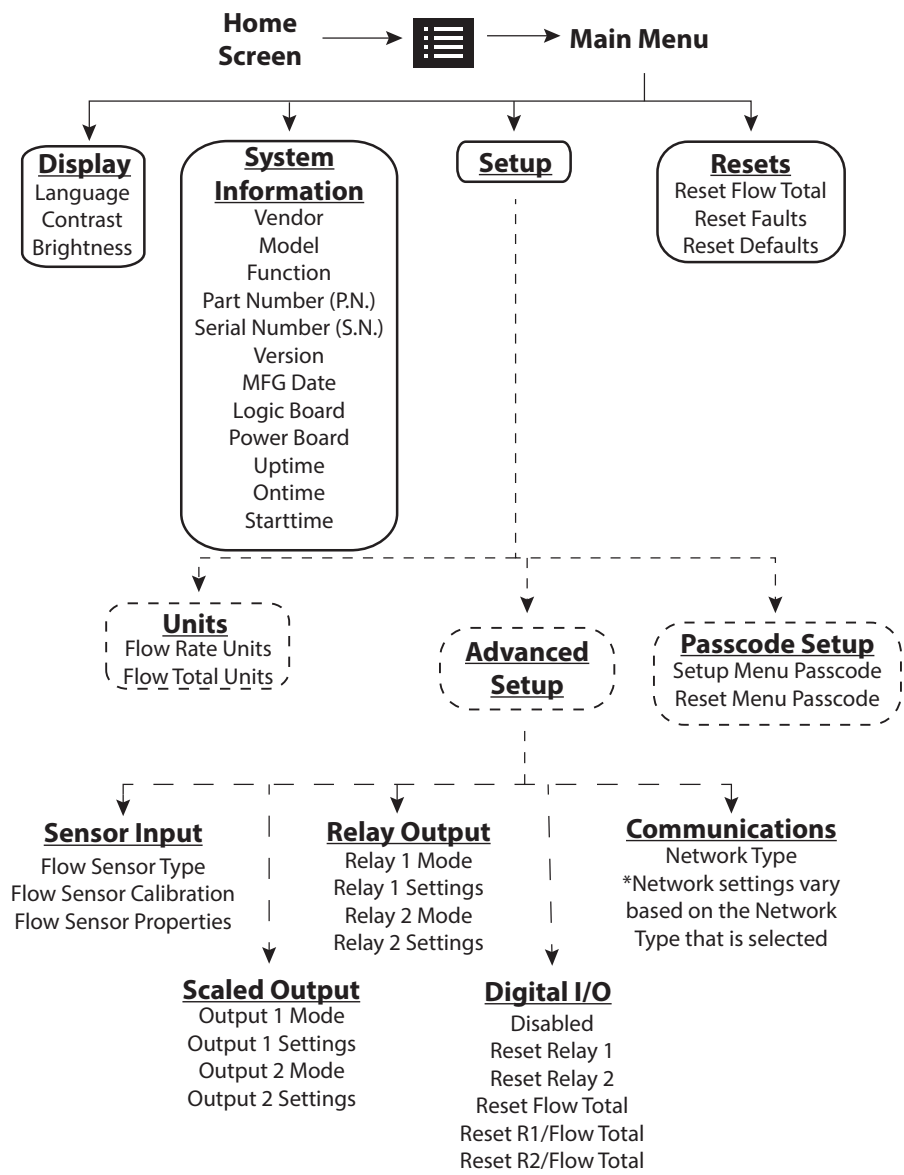 Home
Screen
Main Menu
Display
Language
Contrast
Brightness
System
Information
Vendor
Model
Function
Part Number (P.N.)
Serial Number (S.N.)
Version
MFG Date
Logic Board
Power Board
Uptime
Ontime
Starttime
Setup
Resets
Reset Flow Total
Reset Faults
Reset Defaults
Units
Flow Rate Units
Flow Total Units
Advanced
Setup
Passcode Setup
Setup Menu Passcode
Reset Menu Passcode
Sensor Input
Flow Sensor Type
Flow Sensor Calibration
Flow Sensor Properties
Relay Output
Relay 1 Mode
Relay 1 Settings
Relay 2 Mode
Relay 2 Settings
Communications
Network Type
*Network settings vary
based on the Network
Type that is selected
Scaled Output
Output 1 Mode
Output 1 Settings
Output 2 Mode
Output 2 Settings
Digital I/O
Disabled
Reset Relay 1
Reset Relay 2
Reset Flow Total
Reset R1/Flow Total
Reset R2/Flow Total